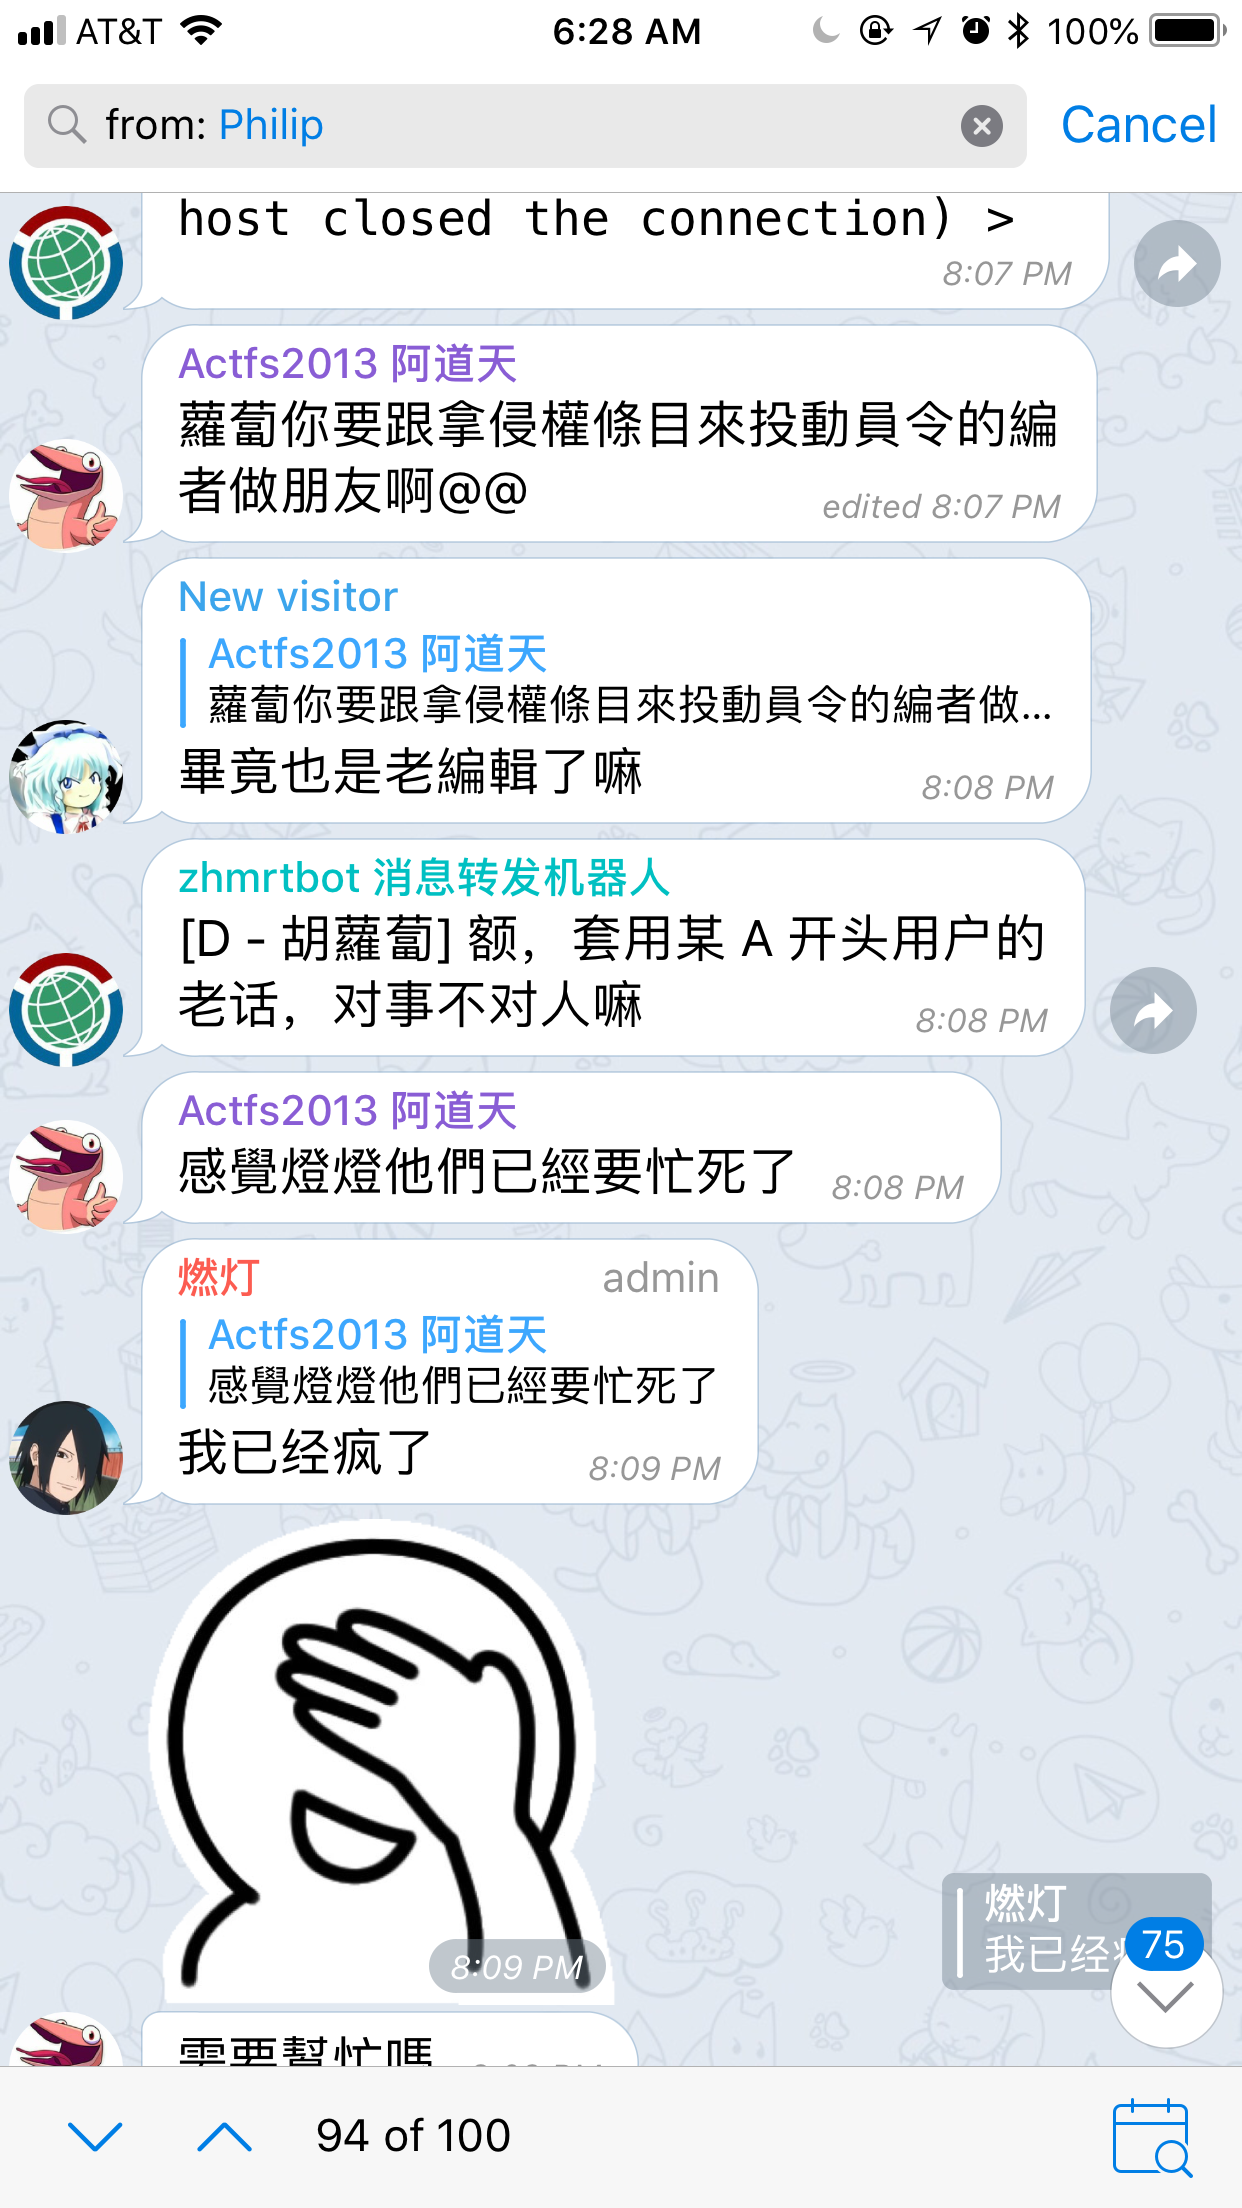 AT&T 6:28 AM 100%
from: Philip Cancel
host closed the connection) >
8:07 PM
Actfs2013 阿道天
蘿蔔你要跟拿侵權條目來投動員令的編
者做朋友啊@@
edited 8:07 PM
New visitor
Actfs2013 阿道天
蘿蔔你要跟拿侵權條目來投動員令的編者做...
畢竟也是老編輯了嘛
8:08 PM
zhmrtbot 消息转发机器人
[D - 胡蘿蔔] 额，套用某 A 开头用户的
老话，对事不对人嘛
8:08 PM
Actfs2013 阿道天
感覺燈燈他們已經要忙死了
8:08 PM
燃灯 admin
Actfs2013 阿道天
感覺燈燈他們已經要忙死了
我已经疯了
8:09 PM
8:09 PM
燃灯
我已经
75
需要幫忙嗎
94 of 100